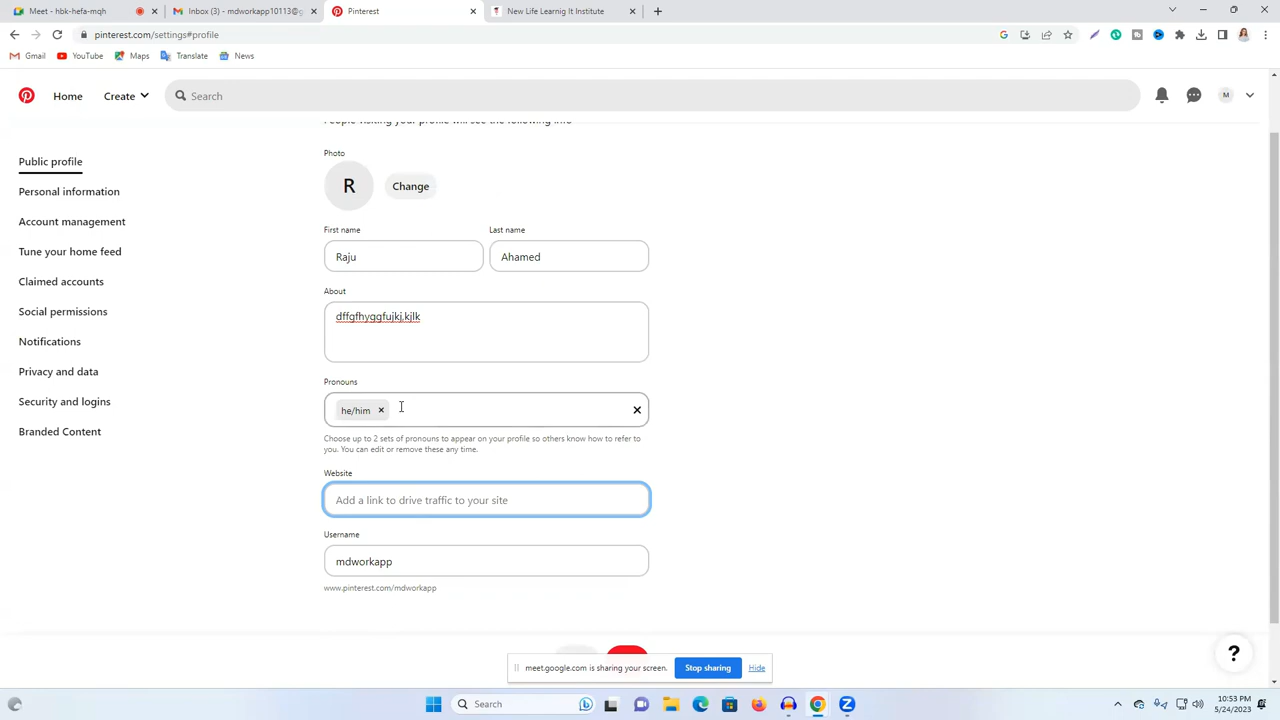 Meet - hbk-hefa-mqh
Inbox (3) - mdworkapp10113@g
Pinterest
New Life Learnig It Institute
pinterest.com/settings#profile
Gmail
YouTube
Maps
Translate
News
Home
Create
Search
M
People visiting your profile will see the following info
Public profile
Personal information
Account management
Tune your home feed
Claimed accounts
Social permissions
Notifications
Privacy and data
Security and logins
Branded Content
Photo
R
Change
First name
Last name
Raju
Ahamed
About
dffgfhyggfujkj,kjlk
Pronouns
he/him
Choose up to 2 sets of pronouns to appear on your profile so others know how to refer to
you. You can edit or remove these any time.
Website
Add a link to drive traffic to your site
Username
mdworkapp
www.pinterest.com/mdworkapp
meet.google.com is sharing your screen.
Stop sharing
Hide
?
Search
10:53 PM
5/24/2023